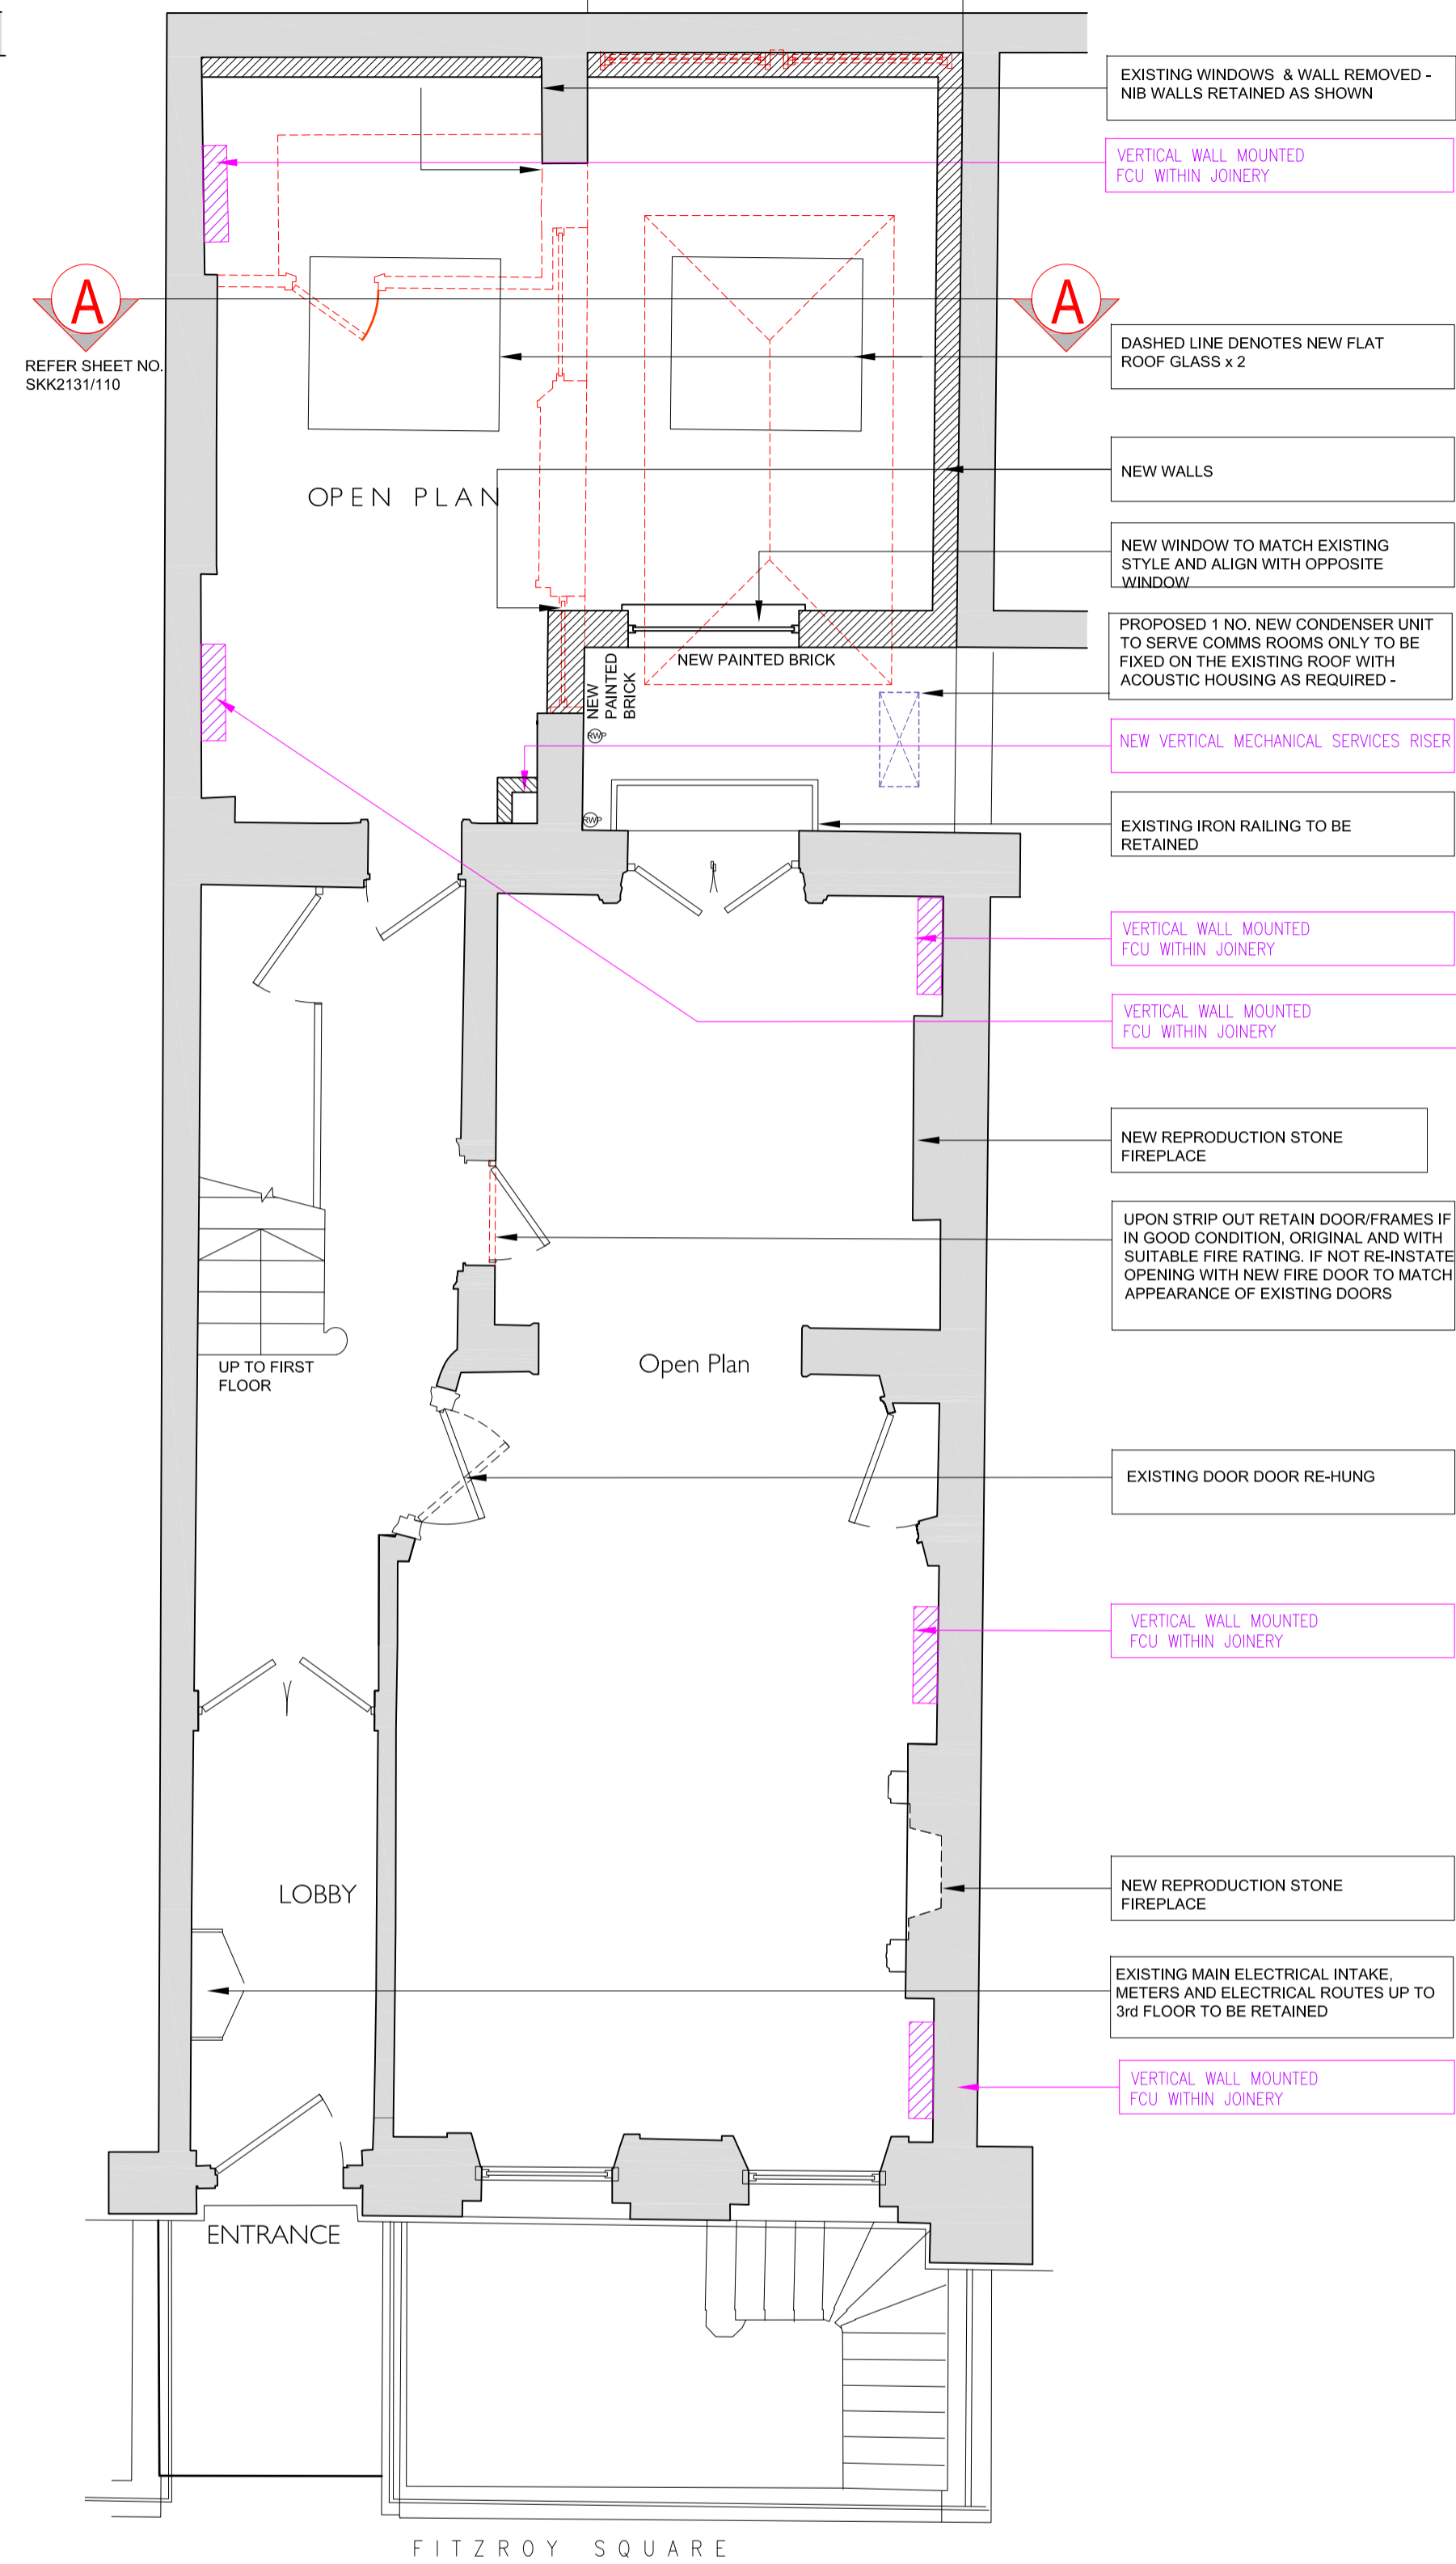 EXISTING WINDOWS & WALL REMOVED -
NIB WALLS RETAINED AS SHOWN
VERTICAL WALL MOUNTED
FCU WITHIN JOINERY
A
A
REFER SHEET NO.
SKK2131/110
DASHED LINE DENOTES NEW FLAT
ROOF GLASS x 2
NEW WALLS
OPEN PLAN
NEW WINDOW TO MATCH EXISTING
STYLE AND ALIGN WITH OPPOSITE
WINDOW
PROPOSED 1 NO. NEW CONDENSER UNIT
TO SERVE COMMS ROOMS ONLY TO BE
FIXED ON THE EXISTING ROOF WITH
ACOUSTIC HOUSING AS REQUIRED -
NEW PAINTED BRICK
NEW
PAINTED
BRICK
RWP
NEW VERTICAL MECHANICAL SERVICES RISER
RWP
EXISTING IRON RAILING TO BE
RETAINED
VERTICAL WALL MOUNTED
FCU WITHIN JOINERY
VERTICAL WALL MOUNTED
FCU WITHIN JOINERY
NEW REPRODUCTION STONE
FIREPLACE
UPON STRIP OUT RETAIN DOOR/FRAMES IF
IN GOOD CONDITION, ORIGINAL AND WITH
SUITABLE FIRE RATING. IF NOT RE-INSTATE
OPENING WITH NEW FIRE DOOR TO MATCH
APPEARANCE OF EXISTING DOORS
UP TO FIRST
FLOOR
Open Plan
EXISTING DOOR DOOR RE-HUNG
VERTICAL WALL MOUNTED
FCU WITHIN JOINERY
LOBBY
NEW REPRODUCTION STONE
FIREPLACE
EXISTING MAIN ELECTRICAL INTAKE,
METERS AND ELECTRICAL ROUTES UP TO
3rd FLOOR TO BE RETAINED
VERTICAL WALL MOUNTED
FCU WITHIN JOINERY
ENTRANCE
FITZROY SQUARE